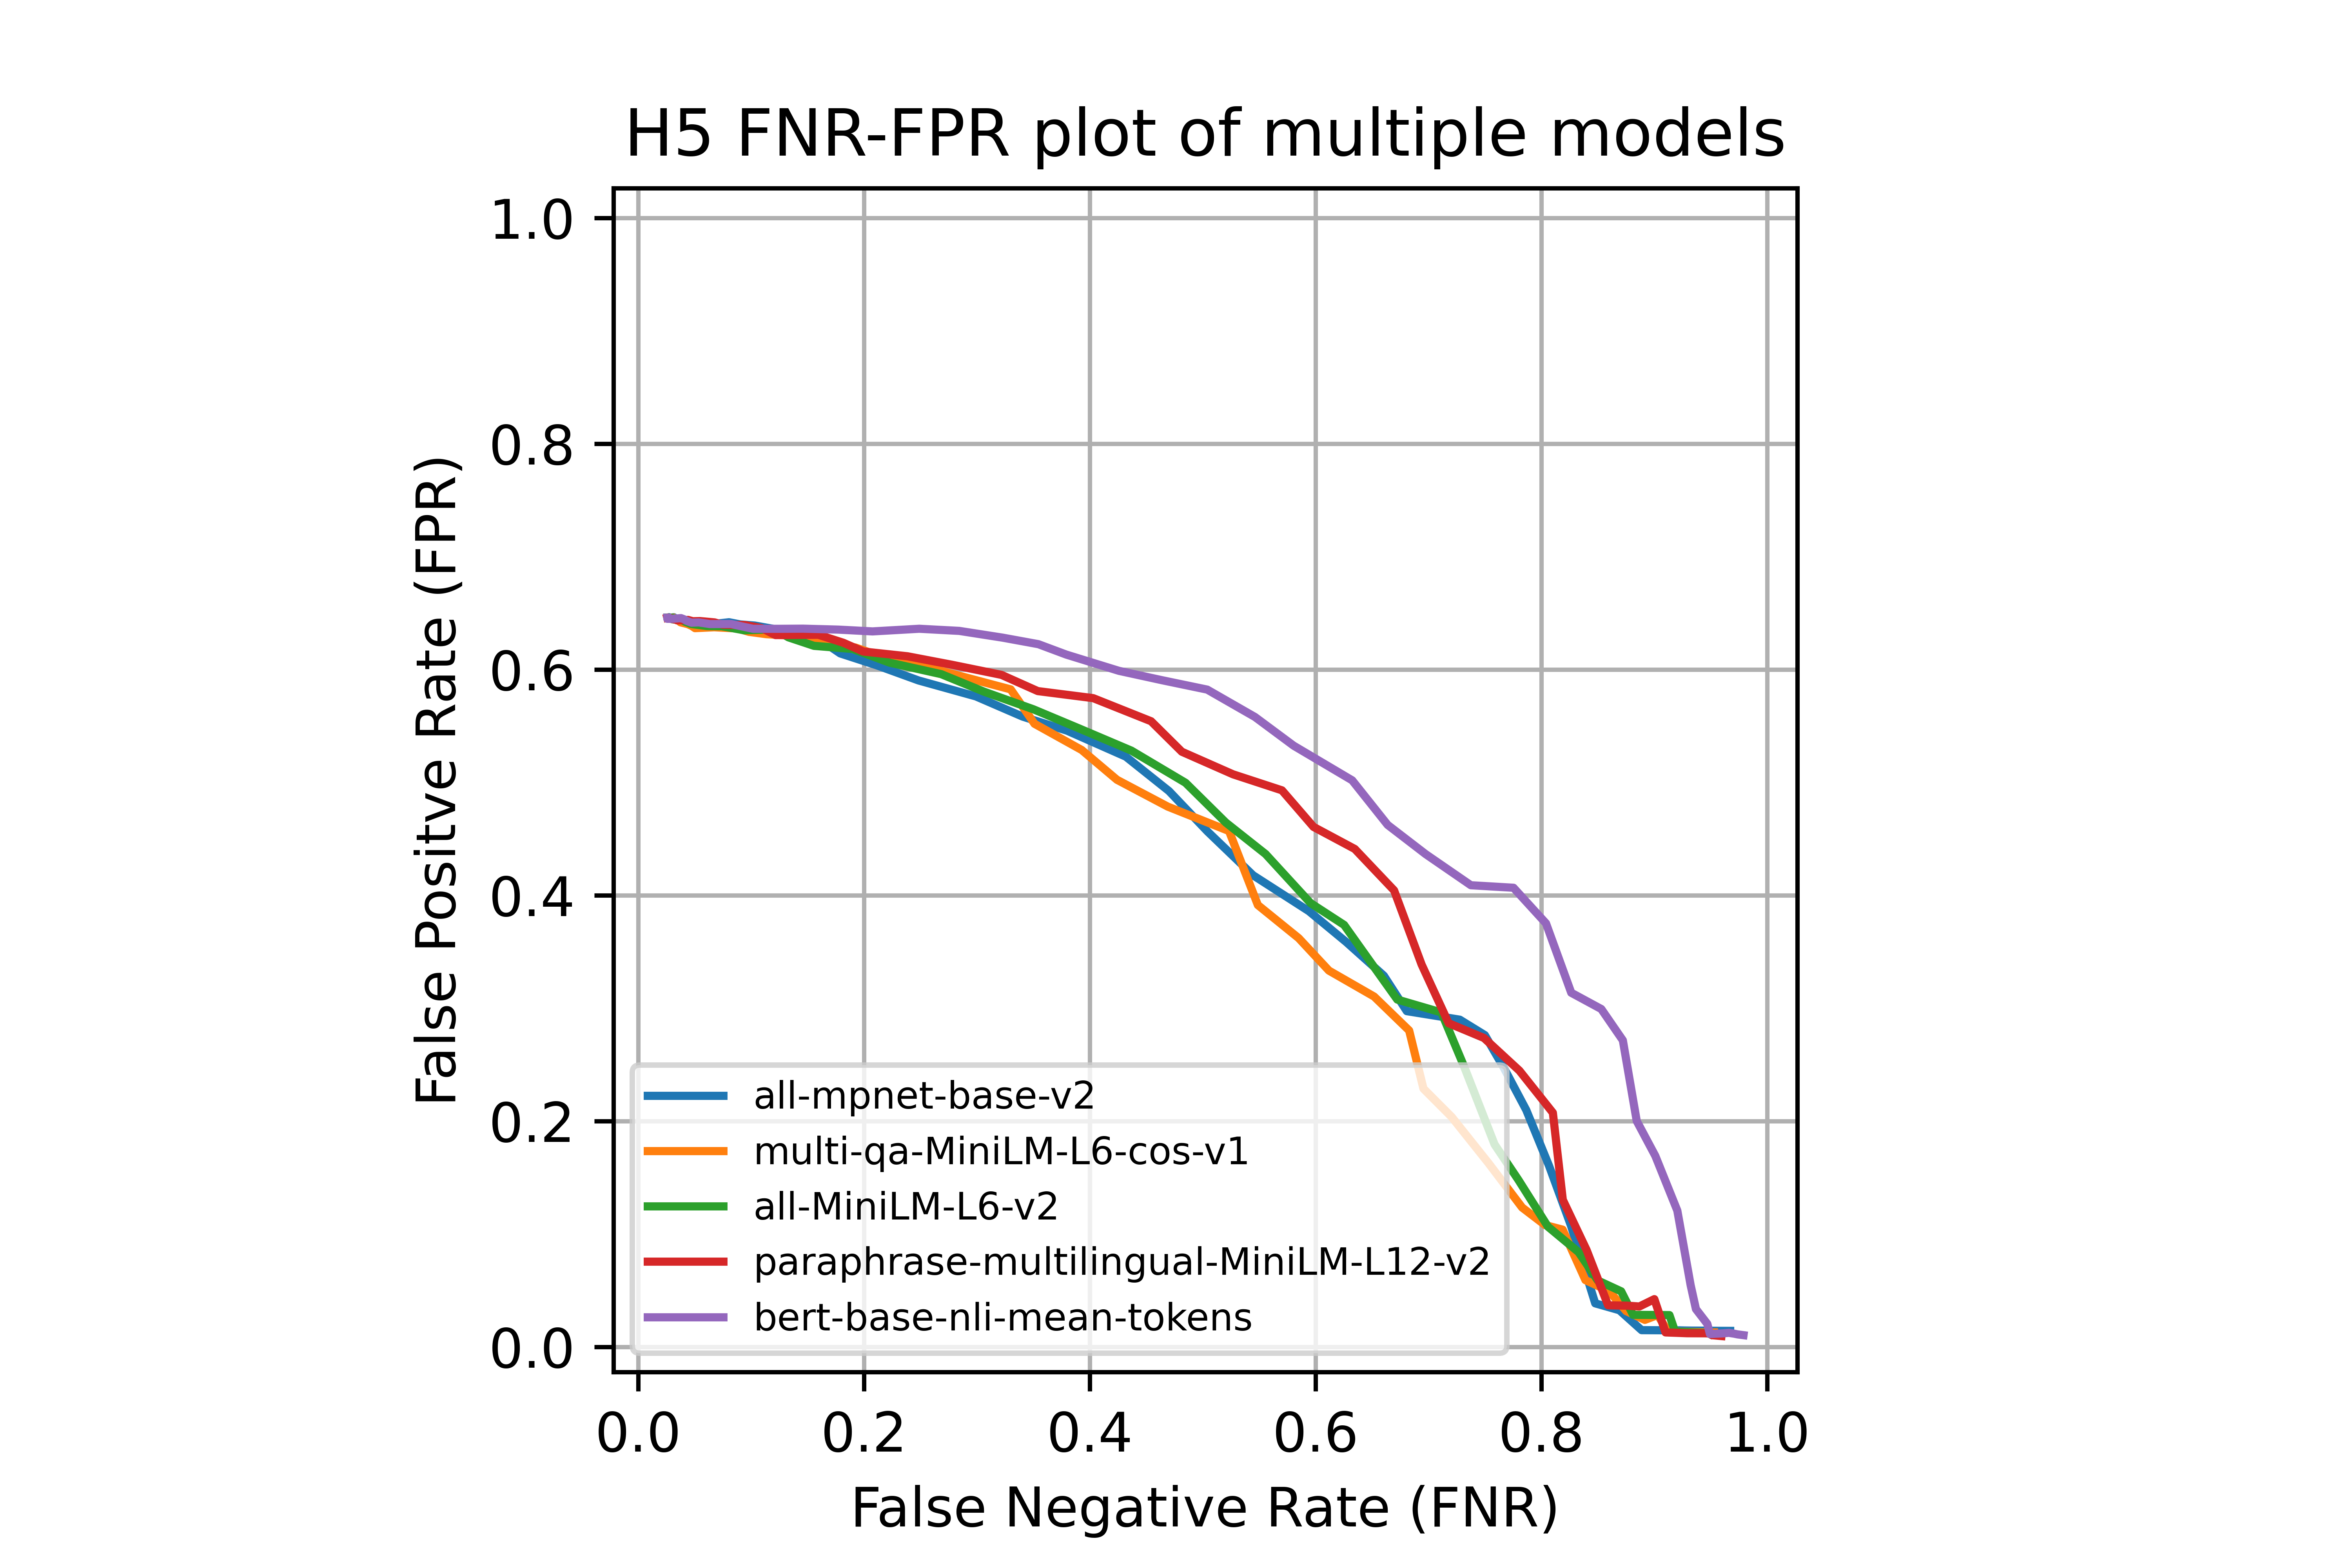 H5 FNR-FPR plot of multiple models
1.0
0.8
0.6
0.4
0.2
0.0
False Positve Rate (FPR)
all-mpnet-base-v2
multi-qa-MiniLM-L6-cos-v1
all-MiniLM-L6-v2
paraphrase-multilingual-MiniLM-L12-v2
bert-base-nli-mean-tokens
0.0 0.2 0.4 0.6 0.8 1.0
False Negative Rate (FNR)